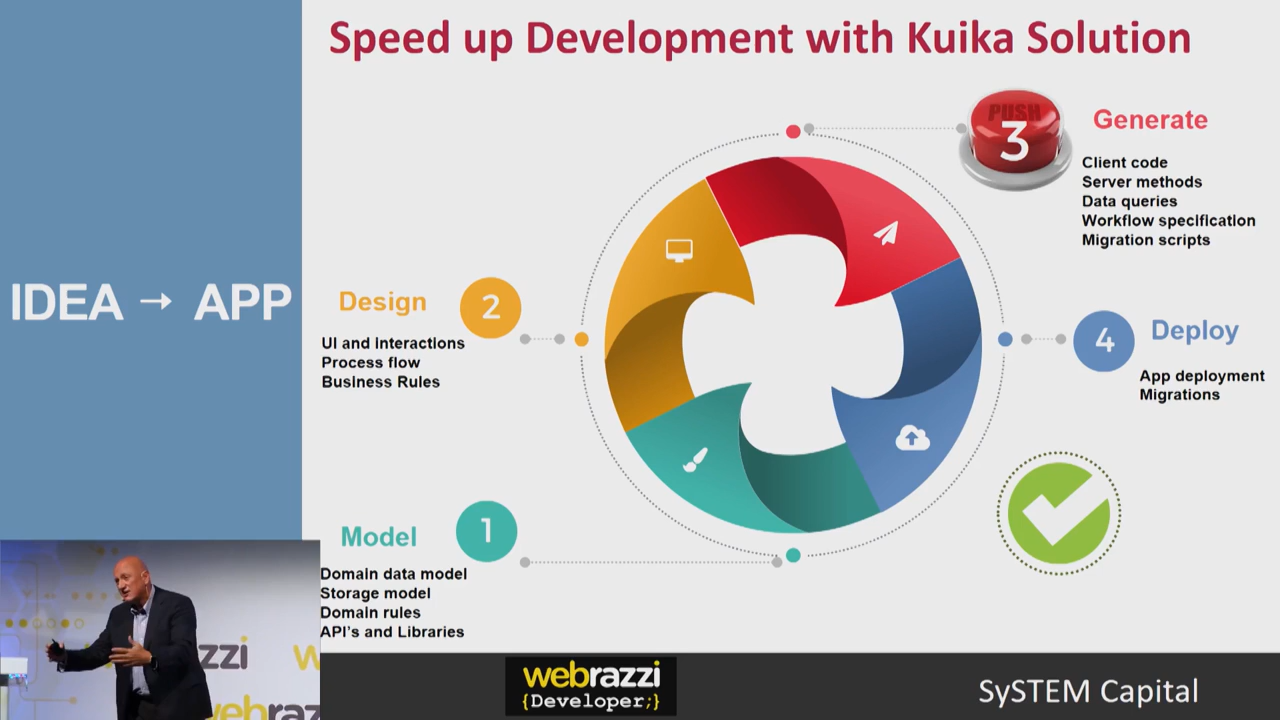 Speed up Development with Kuika Solution
IDEA → APP
PUSH
3
Generate
Client code
Server methods
Data queries
Workflow specification
Migration scripts
Design
2
UI and interactions
Process flow
Business Rules
4
Deploy
App deployment
Migrations
Model
1
Domain data model
Storage model
Domain rules
API's and Libraries
zzi
w
ebraz
webrazzi
{Developer;}
SySTEM Capital